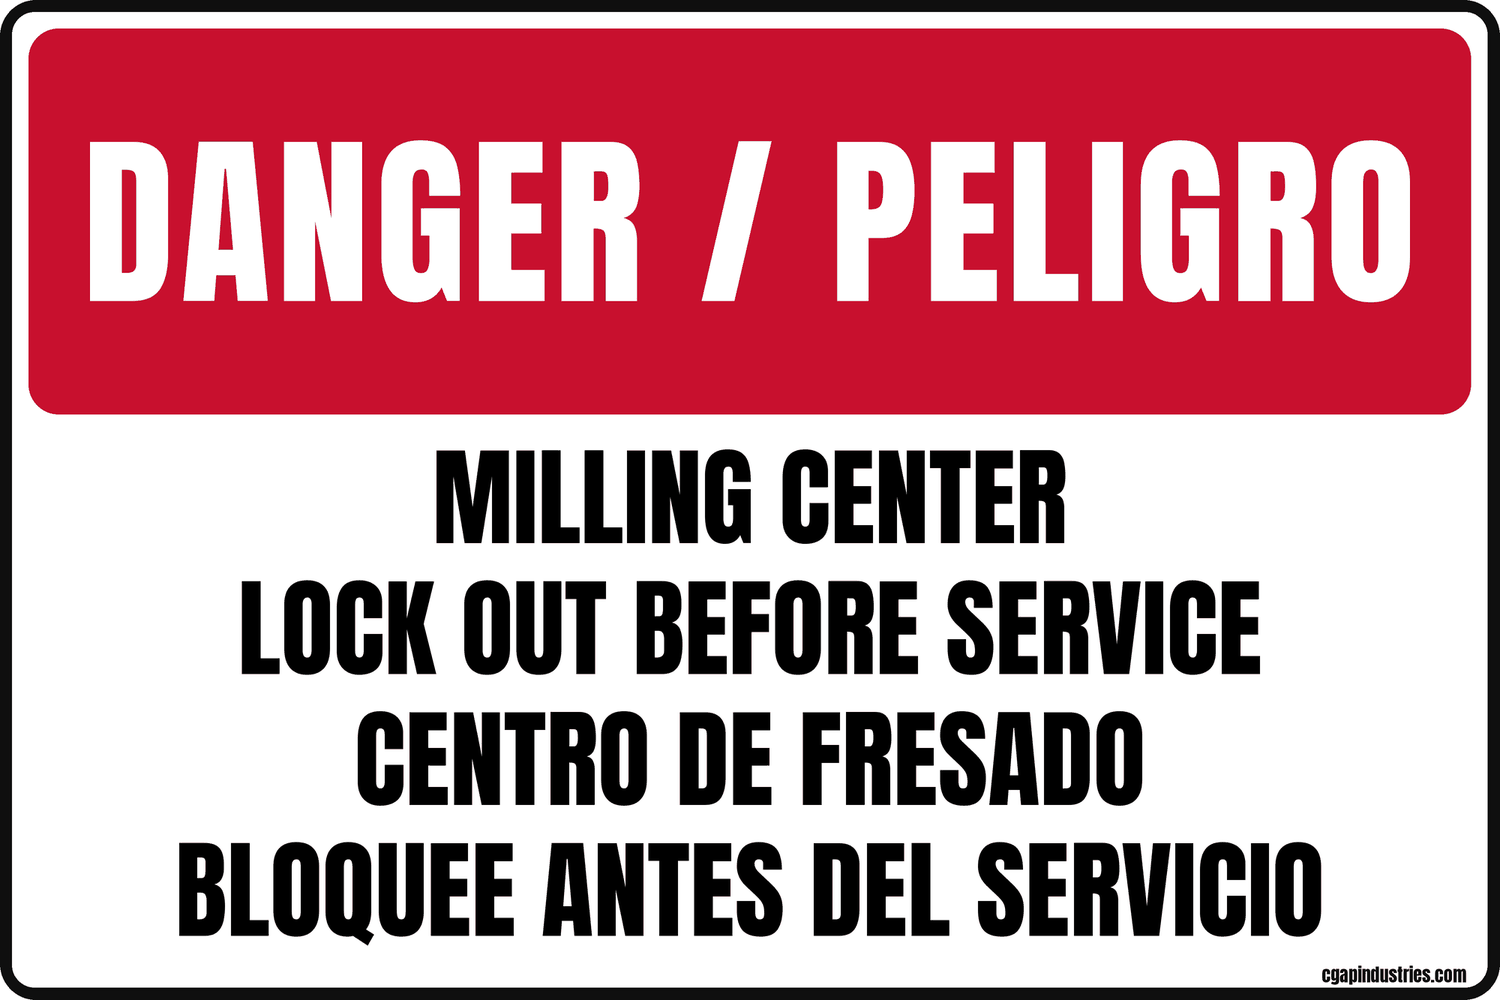 DANGER / PELIGRO
MILLING CENTER
LOCK OUT BEFORE SERVICE
CENTRO DE FRESADO
BLOQUEE ANTES DEL SERVICIO
cgapindustries.com